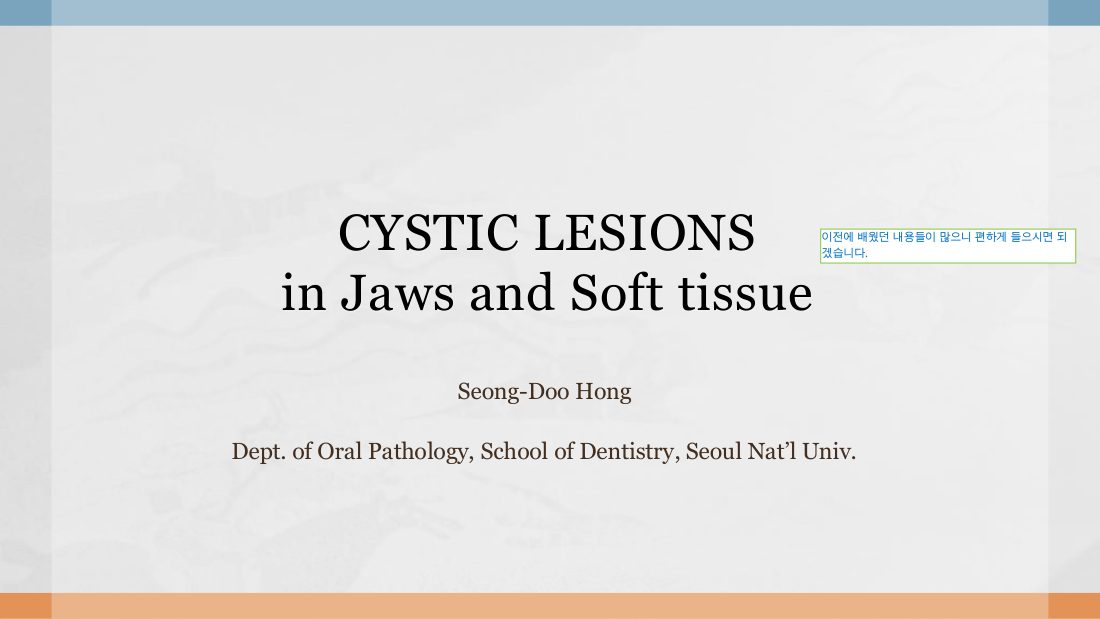 CYSTIC LESIONS
in Jaws and Soft tissue
이전에 배웠던 내용들이 많으니 편하게 들으시면 되
겠습니다.
Seong-Doo Hong
Dept. of Oral Pathology, School of Dentistry, Seoul Nat’l Univ.